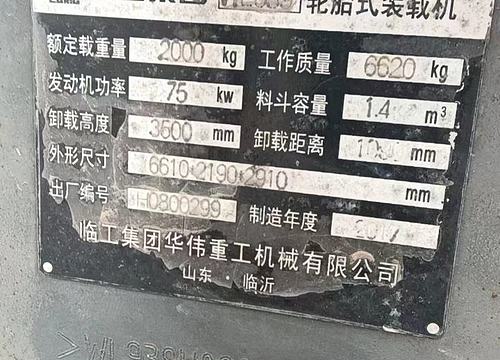 轮胎式装载机
额定载重量 2000 kg 工作质量 6620 kg
发动机功率 75 kw 料斗容量 1.4 m³
卸载高度 3500 mm 卸载距离 mm
外形尺寸 6610*2190*2910 mm
出厂编号 H0800299 制造年度
临工集团华伟重工机械有限公司
山东·临沂